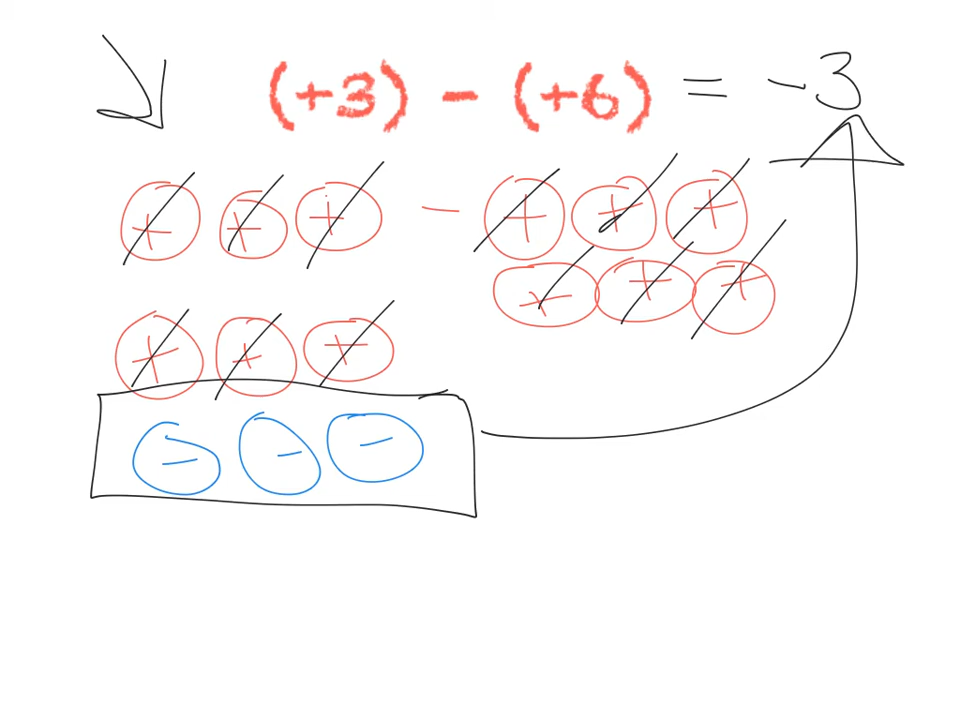 (+3) - (+6) = -3
+ + + - + + +
+ + +
+ + +
- - -